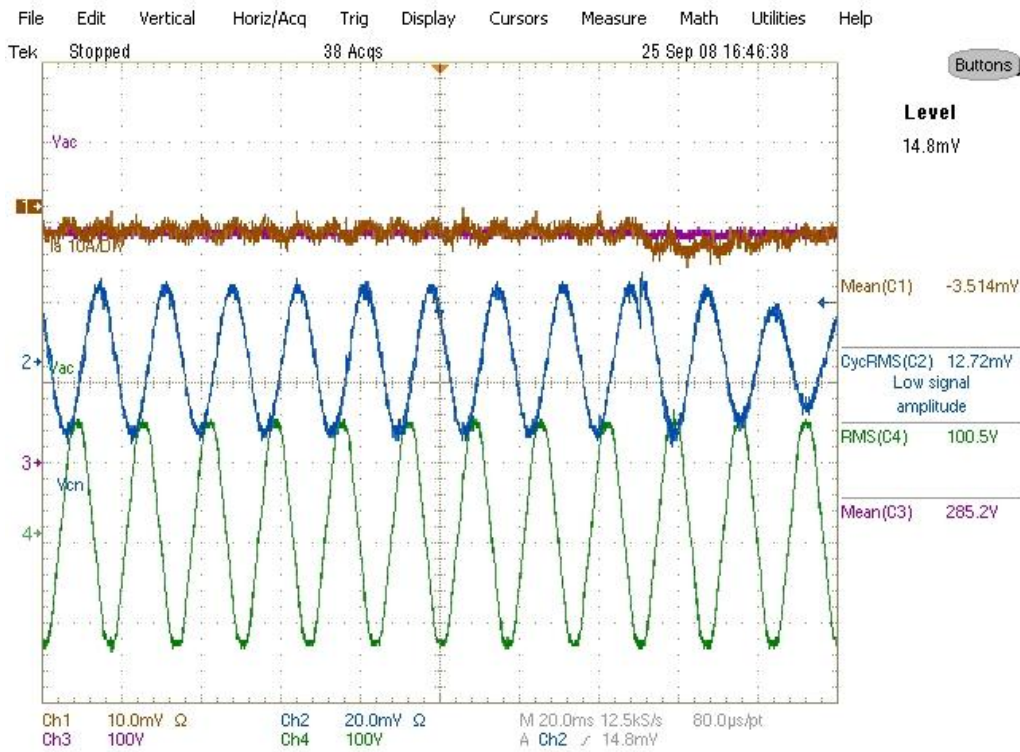 File Edit Vertical Horiz/Acq Trig Display Cursors Measure Math Utilities Help
Tek Stopped 38 Acqs 25 Sep 08 16:46:38
Buttons
Level
14.8mV
Vac
1
Is 10A/DIV
Mean(C1) -3.514mV
2
Vac
CycRMS(C2) 12.72mV
Low signal
amplitude
RMS(C4) 100.5V
3
Vcn
Mean(C3) 285.2V
4
Ch1 10.0mV Ω Ch2 20.0mV Ω M 20.0ms 12.5kS/s 80.0µs/pt
Ch3 100V Ch4 100V A Ch2 ∕ 14.8mV